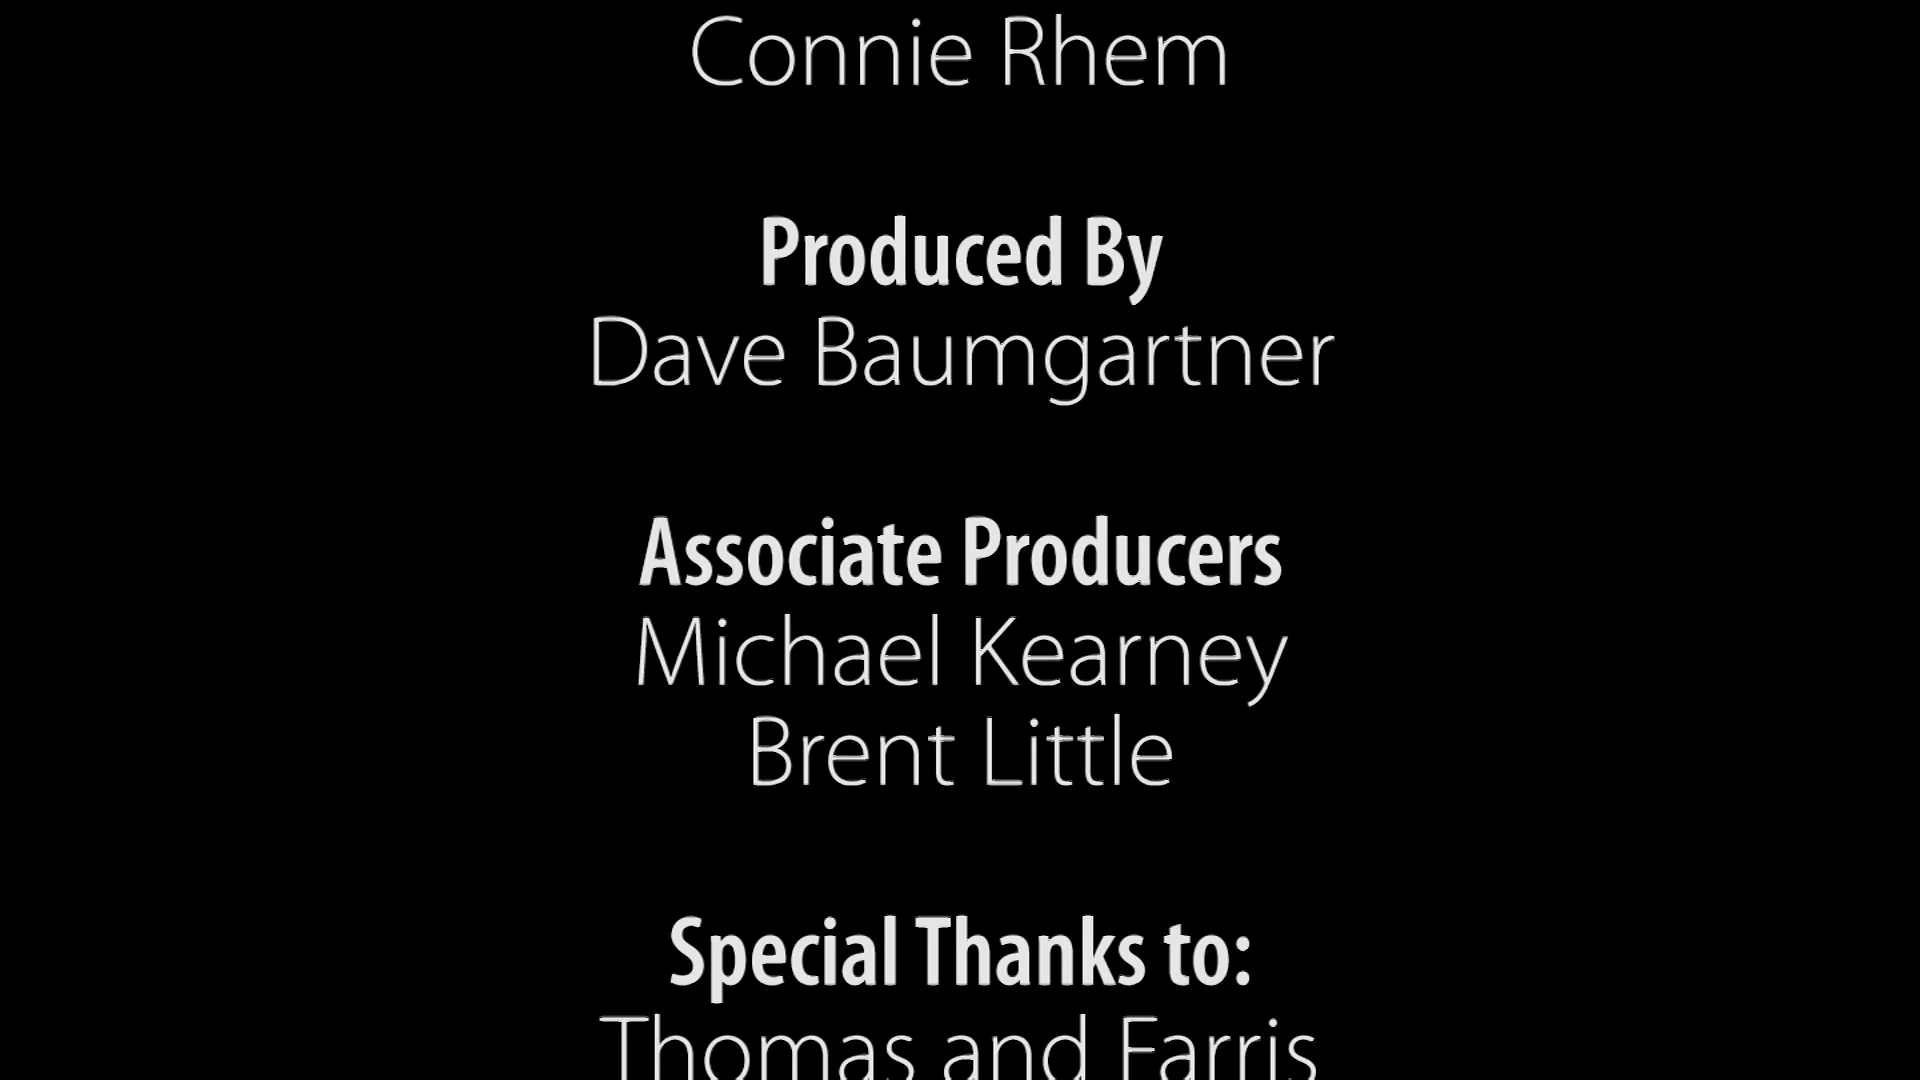 Connie Rhem
Produced By
Dave Baumgartner
Associate Producers
Michael Kearney
Brent Little
Special Thanks to:
Thomas and Farris